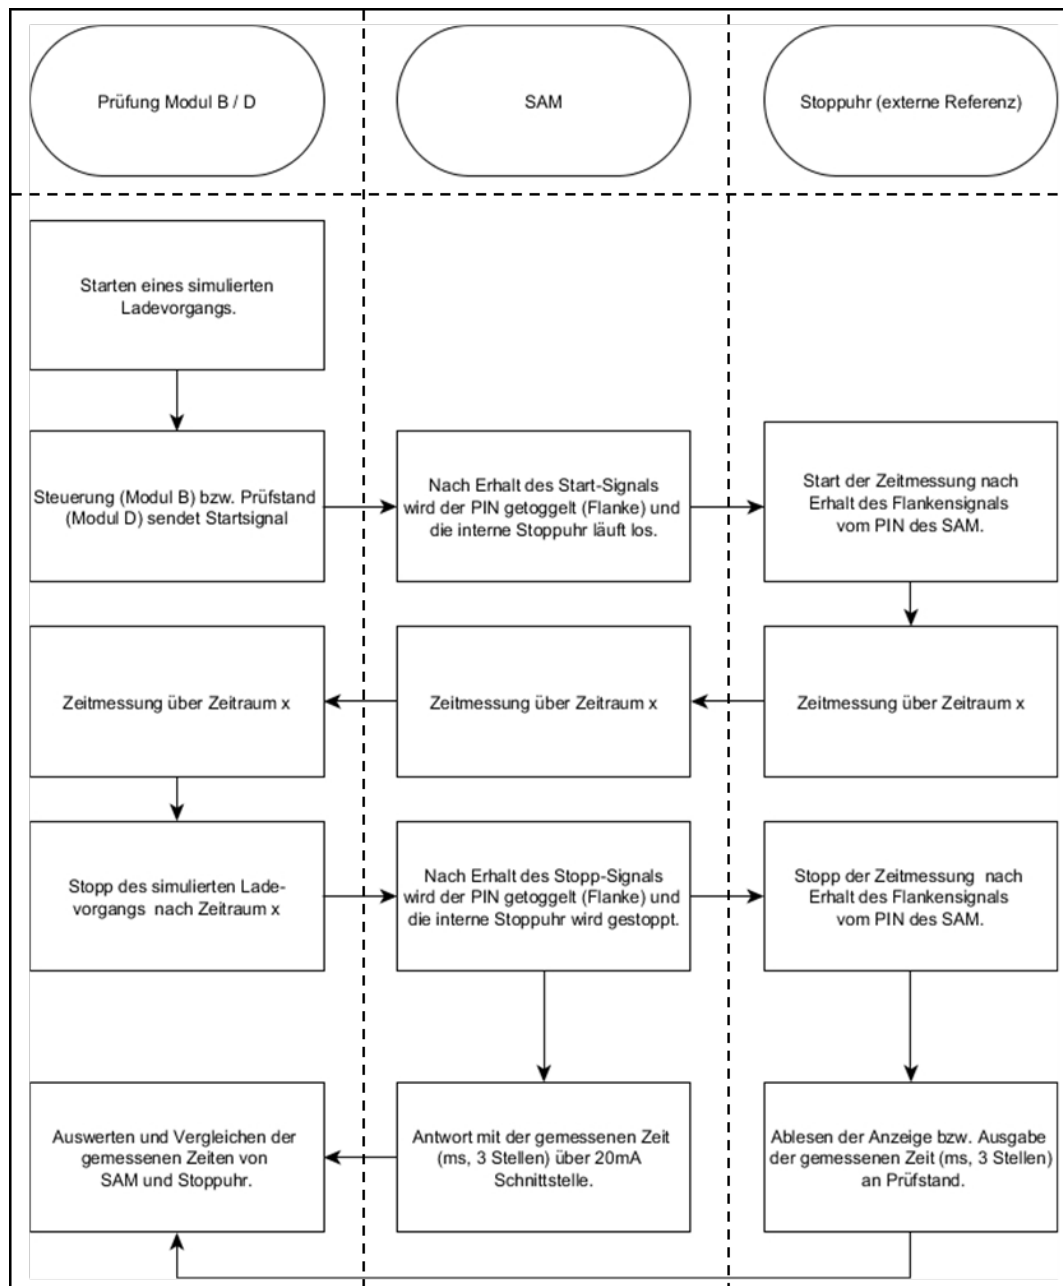 Prüfung Modul B / D
SAM
Stoppuhr (externe Referenz)
Starten eines simulierten
Ladevorgangs.
Steuerung (Modul B) bzw. Prüfstand
(Modul D) sendet Startsignal
Nach Erhalt des Start-Signals
wird der PIN getoggelt (Flanke) und
die interne Stoppuhr läuft los.
Start der Zeitmessung nach
Erhalt des Flankensignals
vom PIN des SAM.
Zeitmessung über Zeitraum x
Zeitmessung über Zeitraum x
Zeitmessung über Zeitraum x
Stopp des simulierten Lade-
vorgangs nach Zeitraum x
Nach Erhalt des Stopp-Signals
wird der PIN getoggelt (Flanke) und
die interne Stoppuhr wird gestoppt.
Stopp der Zeitmessung nach
Erhalt des Flankensignals
vom PIN des SAM.
Auswerten und Vergleichen der
gemessenen Zeiten von
SAM und Stoppuhr.
Antwort mit der gemessenen Zeit
(ms, 3 Stellen) über 20mA
Schnittstelle.
Ablesen der Anzeige bzw. Ausgabe
der gemessenen Zeit (ms, 3 Stellen)
an Prüfstand.